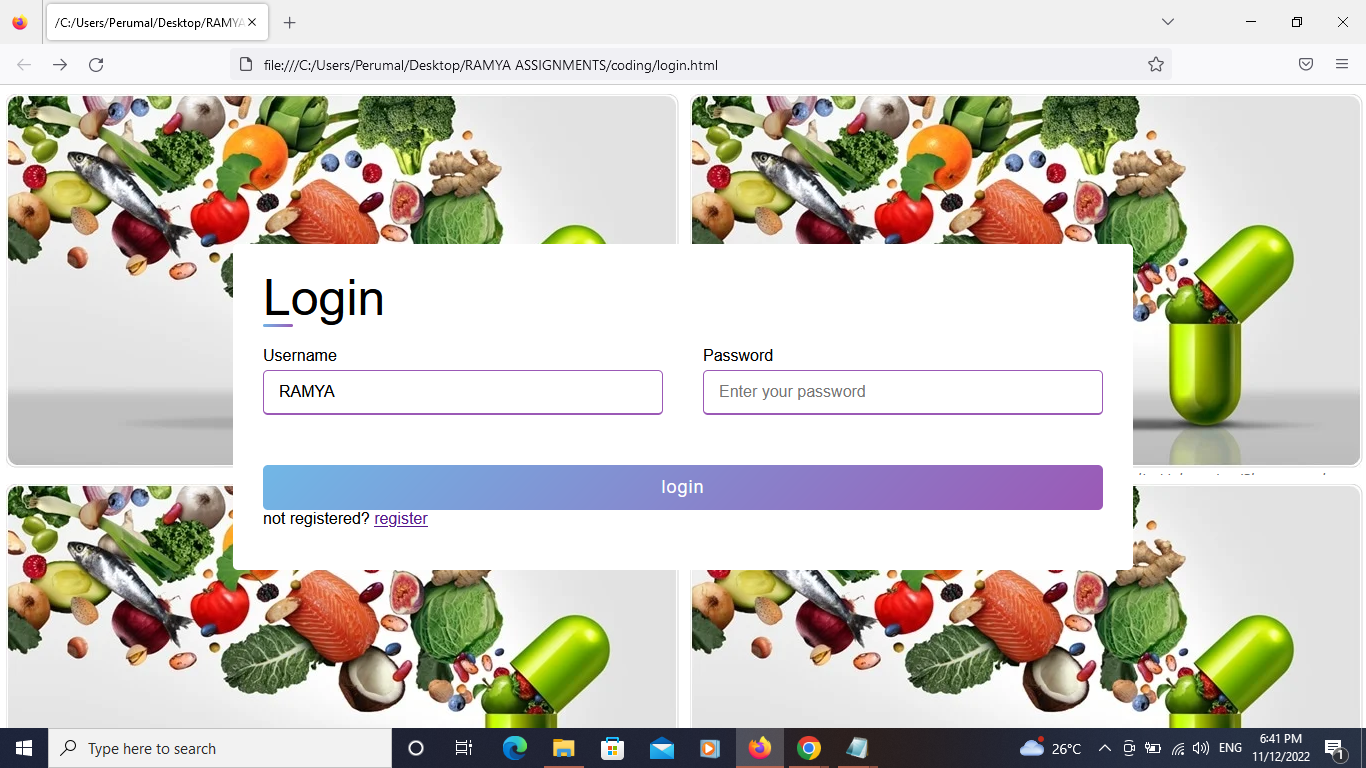 /C:/Users/Perumal/Desktop/RAMYA
file:///C:/Users/Perumal/Desktop/RAMYA ASSIGNMENTS/coding/login.html
Login
Username Password
RAMYA Enter your password
login
not registered? register
Type here to search
26°C ENG 6:41 PM
11/12/2022
1